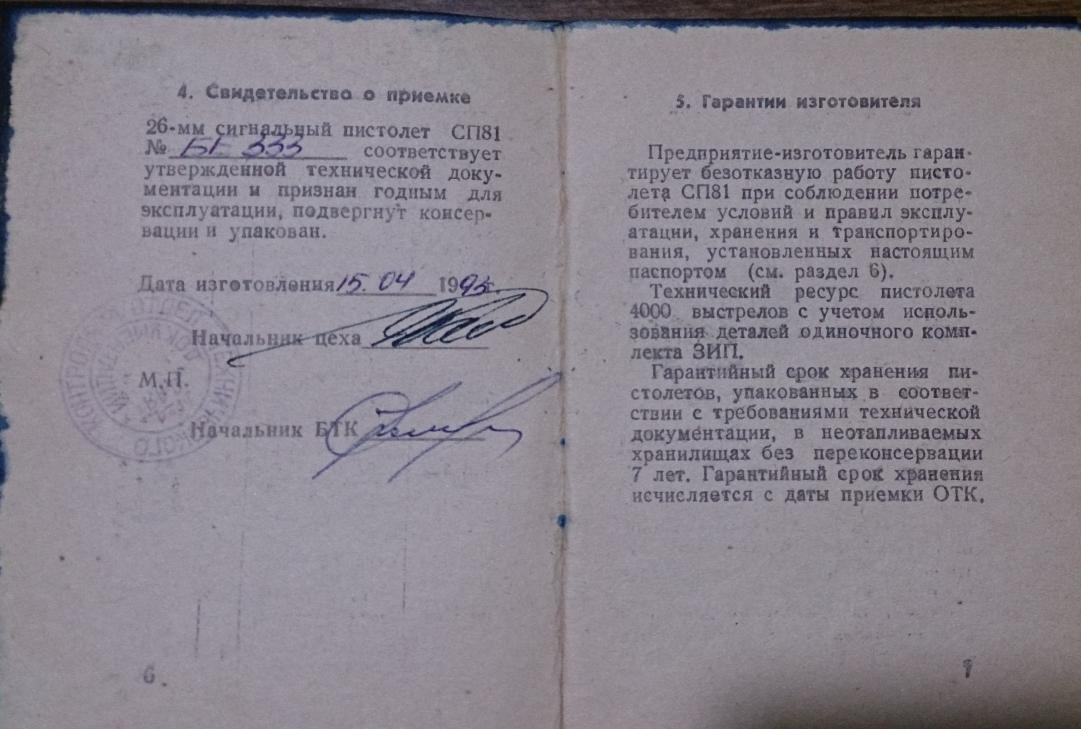 4. Свидетельство о приемке
26-мм сигнальный пистолет СП81
№ БГ 333 соответствует
утвержденной технической доку-
ментации и признан годным для
эксплуатации, подвергнут консер-
вации и упакован.
Дата изготовления 15.04 1995г.
Начальник цеха
М.П.
Начальник БТК
6
5. Гарантии изготовителя
Предприятие-изготовитель гаран-
тирует безотказную работу писто-
лета СП81 при соблюдении потре-
бителем условий и правил эксплу-
атации, хранения и транспортиро-
вания, установленных настоящим
паспортом (см. раздел 6).
Технический ресурс пистолета
4000 выстрелов с учетом исполь-
зования деталей одиночного комп-
лекта ЗИП.
Гарантийный срок хранения пи-
столетов, упакованных в соответ-
ствии с требованиями технической
документации, в неотапливаемых
хранилищах без переконсервации
7 лет. Гарантийный срок хранения
исчисляется с даты приемки ОТК.